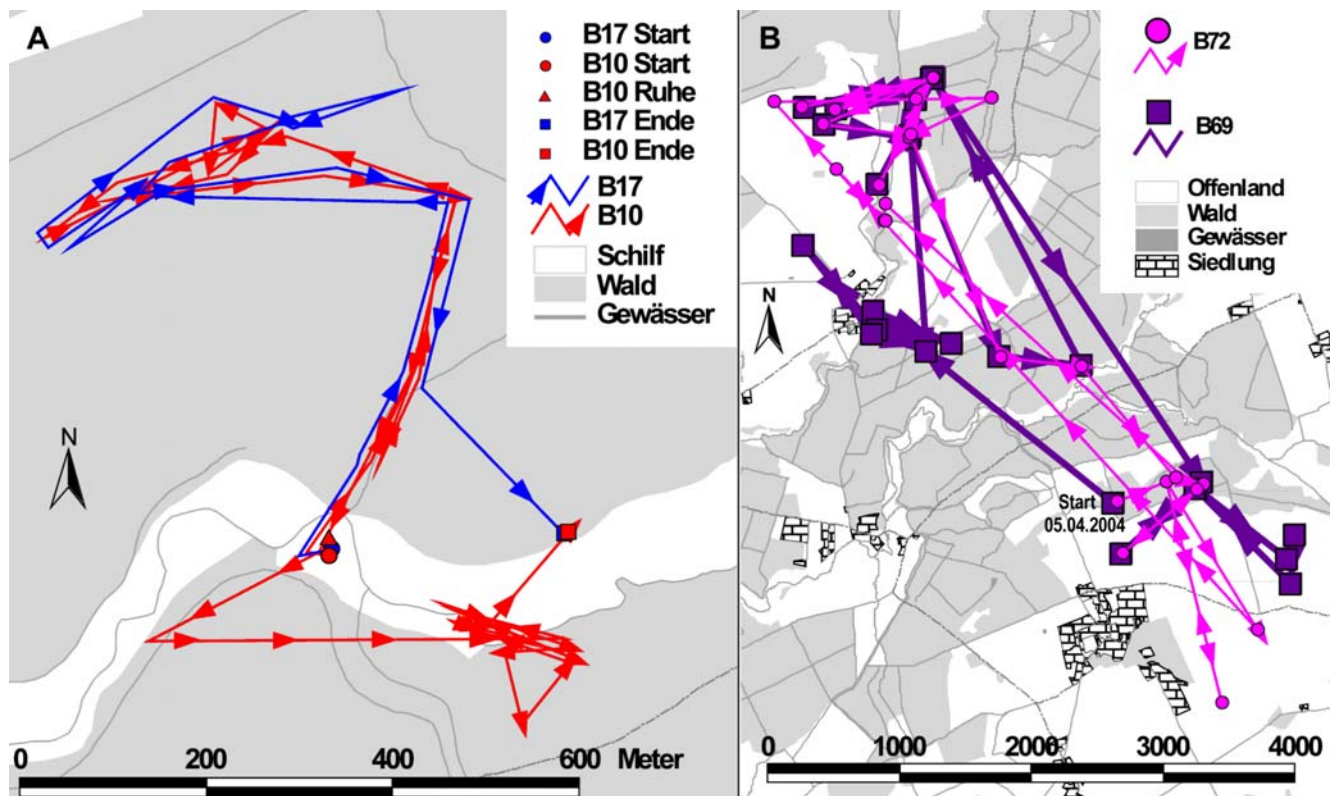 A
B17 Start
B10 Start
B10 Ruhe
B17 Ende
B10 Ende
B17
B10
Schilf
Wald
Gewässer
N
0 200 400 600 Meter
B
B72
B69
Offenland
Wald
Gewässer
Siedlung
N
Start
05.04.2004
0 1000 2000 3000 4000